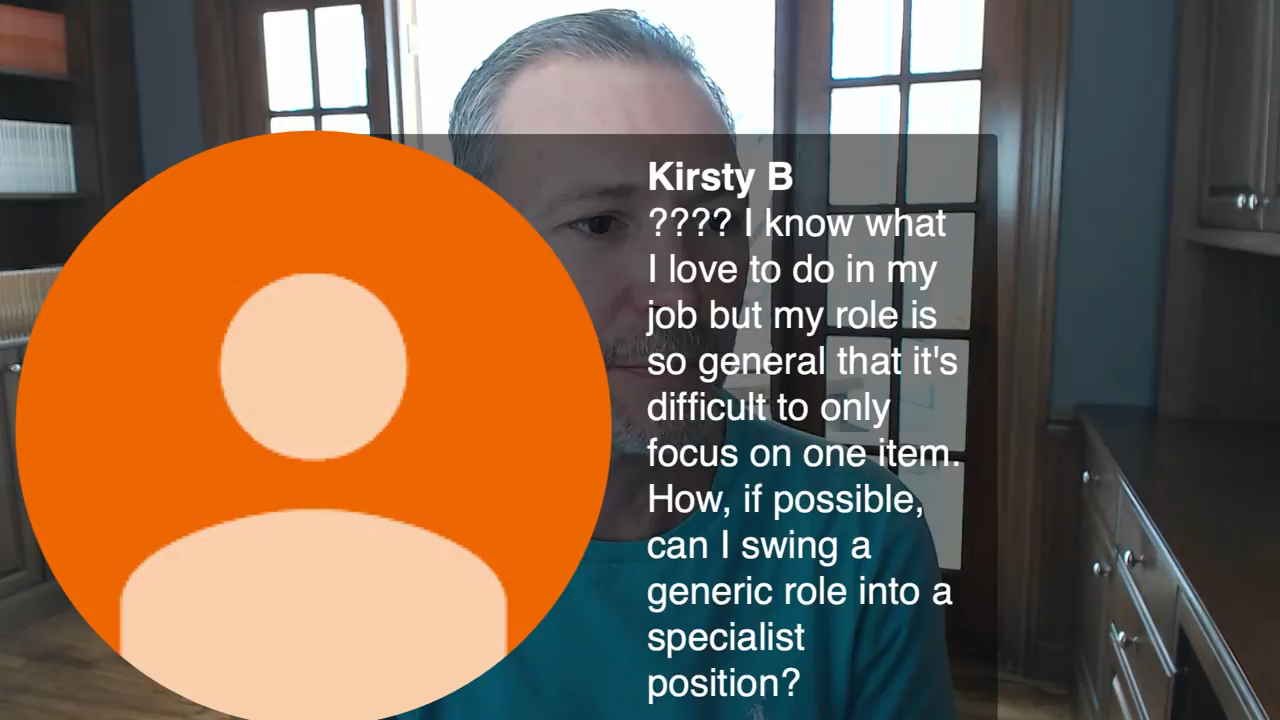 Kirsty B
???? I know what
I love to do in my
job but my role is
so general that it's
difficult to only
focus on one item.
How, if possible,
can I swing a
generic role into a
specialist
position?